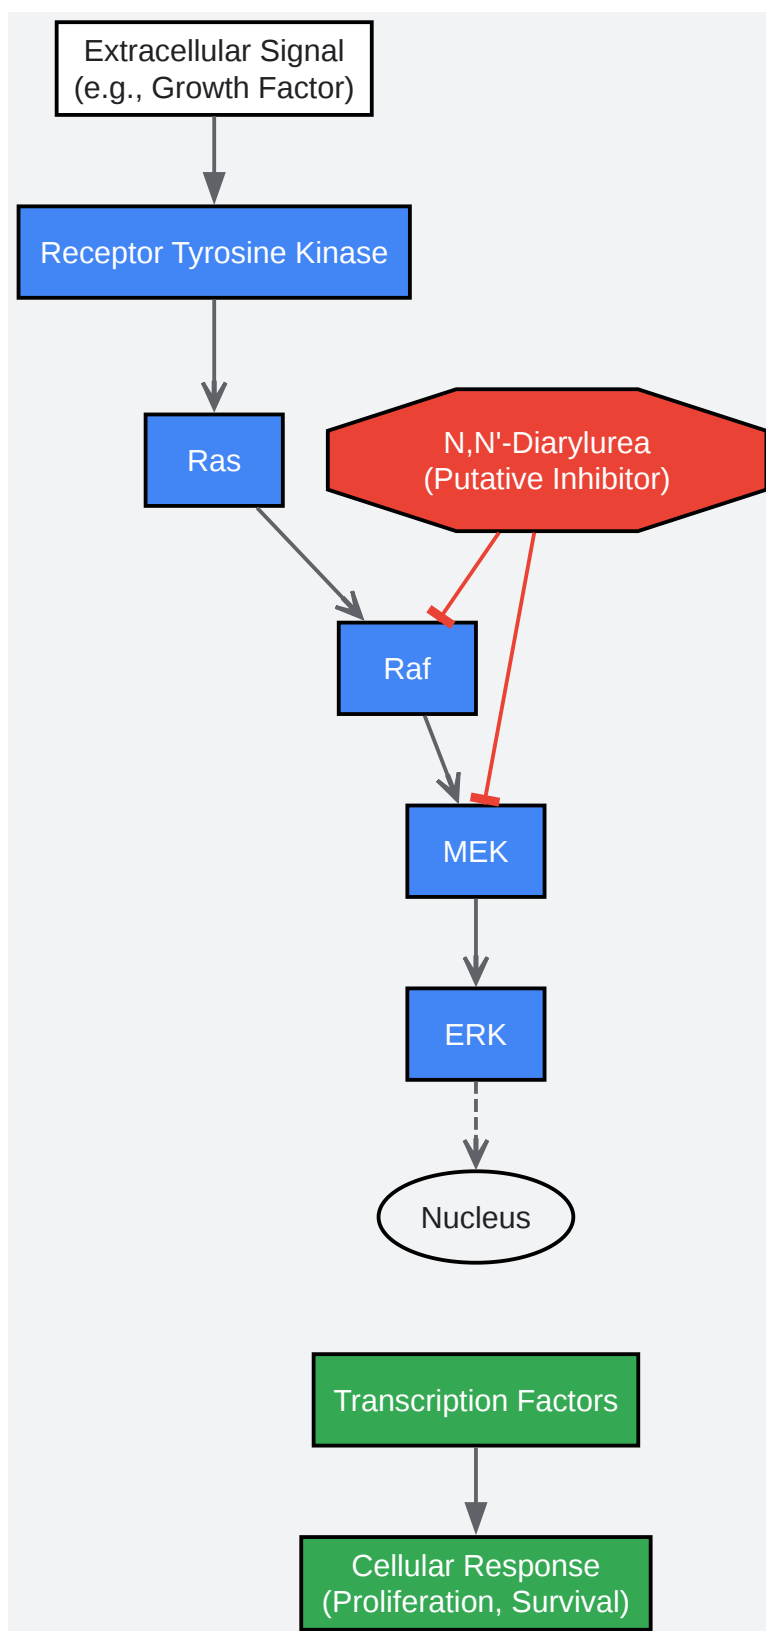 Extracellular Signal
(e.g., Growth Factor)
Receptor Tyrosine Kinase
Ras
N,N'-Diarylurea
(Putative Inhibitor)
Raf
MEK
ERK
Nucleus
Transcription Factors
Cellular Response
(Proliferation, Survival)